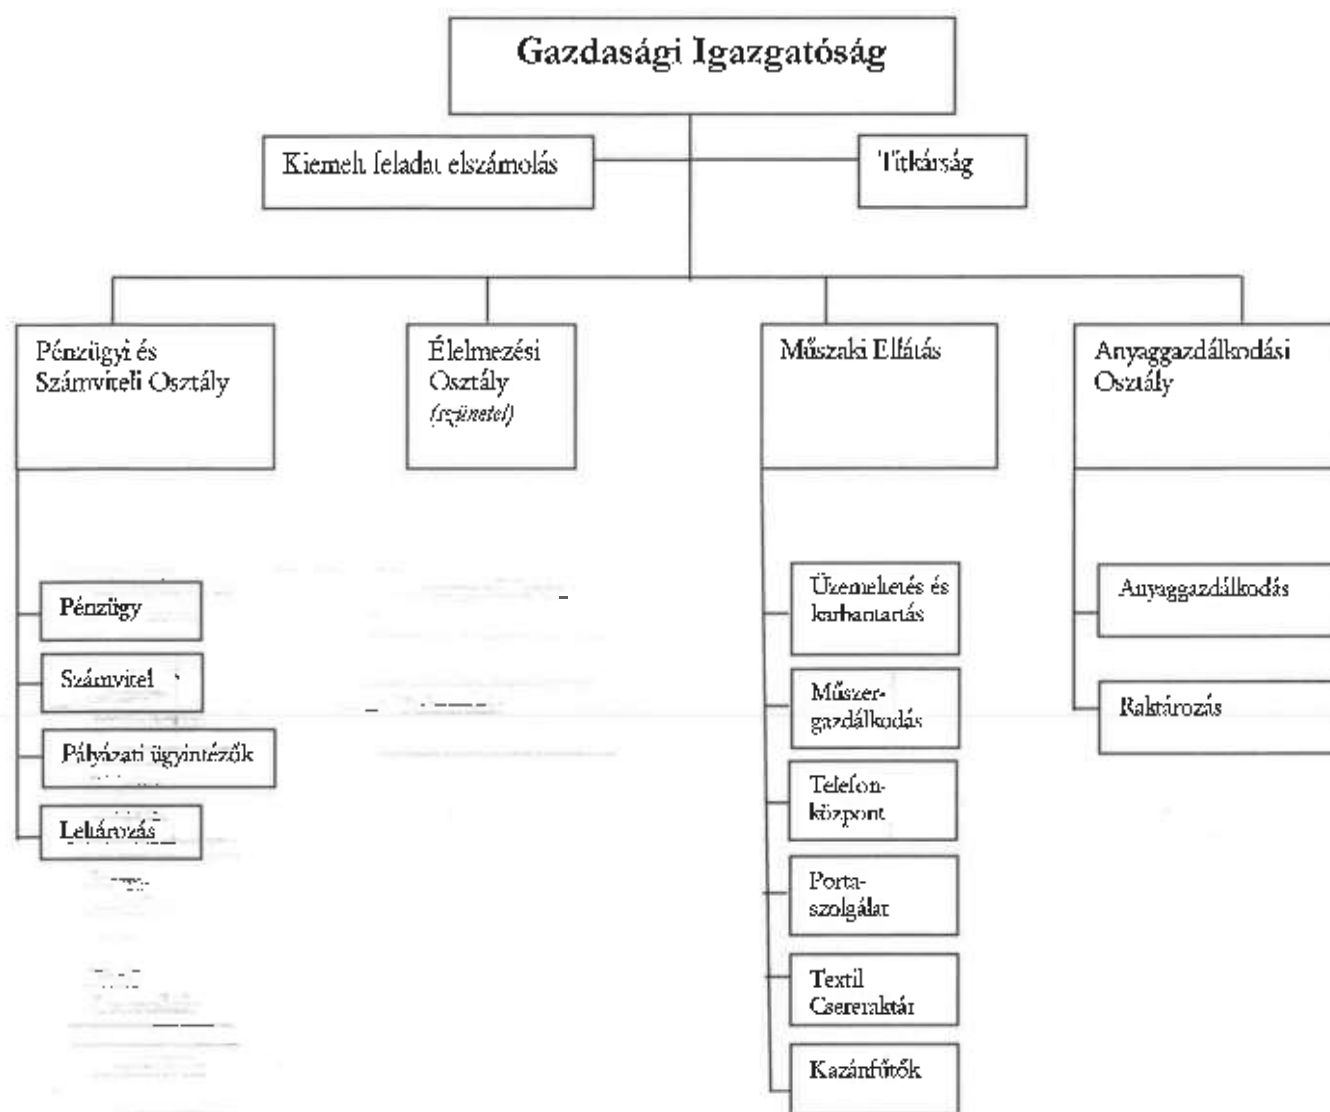 Gazdasági Igazgatóság
Kiemelt feladat elszámolás
Titkárság
Pénzügyi és
Számviteli Osztály
Élelmezési
Osztály
(szünetel)
Műszaki Ellátás
Anyaggazdálkodási
Osztály
Pénzügy
Számvitel
Pályázati ügyintézők
Leltározás
Üzemeltetés és
karbantartás
Műszer-
gazdálkodás
Telefon-
központ
Porta-
szolgálat
Textil
Csereraktár
Kazánfűtők
Anyaggazdálkodás
Raktározás